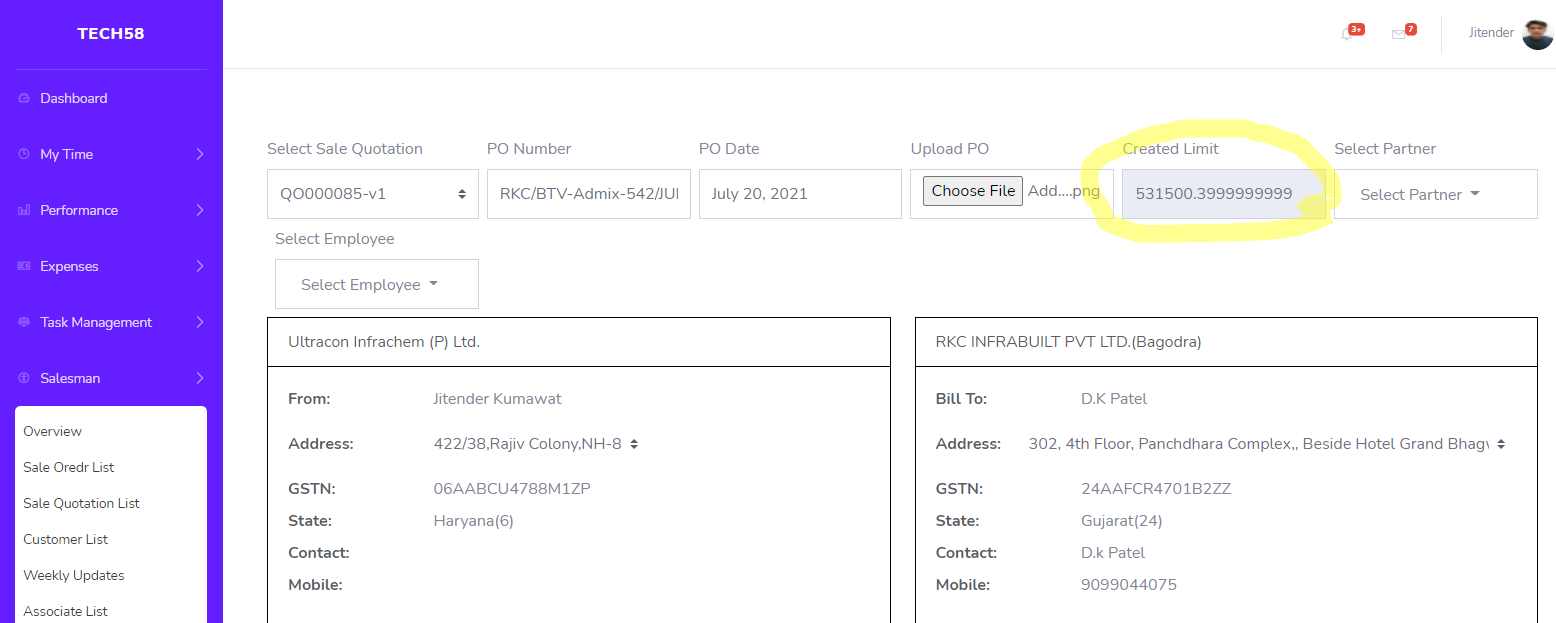 TECH58
3+
7
Jitender
Dashboard
My Time
Performance
Expenses
Task Management
Salesman
Overview
Sale Oredr List
Sale Quotation List
Customer List
Weekly Updates
Associate List
Select Sale Quotation PO Number PO Date Upload PO Created Limit Select Partner
QO000085-v1 RKC/BTV-Admix-542/JUI July 20, 2021 Choose File Add....png 531500.3999999999 Select Partner
Select Employee
Select Employee
Ultracon Infrachem (P) Ltd.
From: Jitender Kumawat
Address: 422/38,Rajiv Colony,NH-8
GSTN: 06AABCU4788M1ZP
State: Haryana(6)
Contact:
Mobile:
RKC INFRABUILT PVT LTD.(Bagodra)
Bill To: D.K Patel
Address: 302, 4th Floor, Panchdhara Complex,, Beside Hotel Grand Bhagv
GSTN: 24AAFCR4701B2ZZ
State: Gujarat(24)
Contact: D.k Patel
Mobile: 9099044075